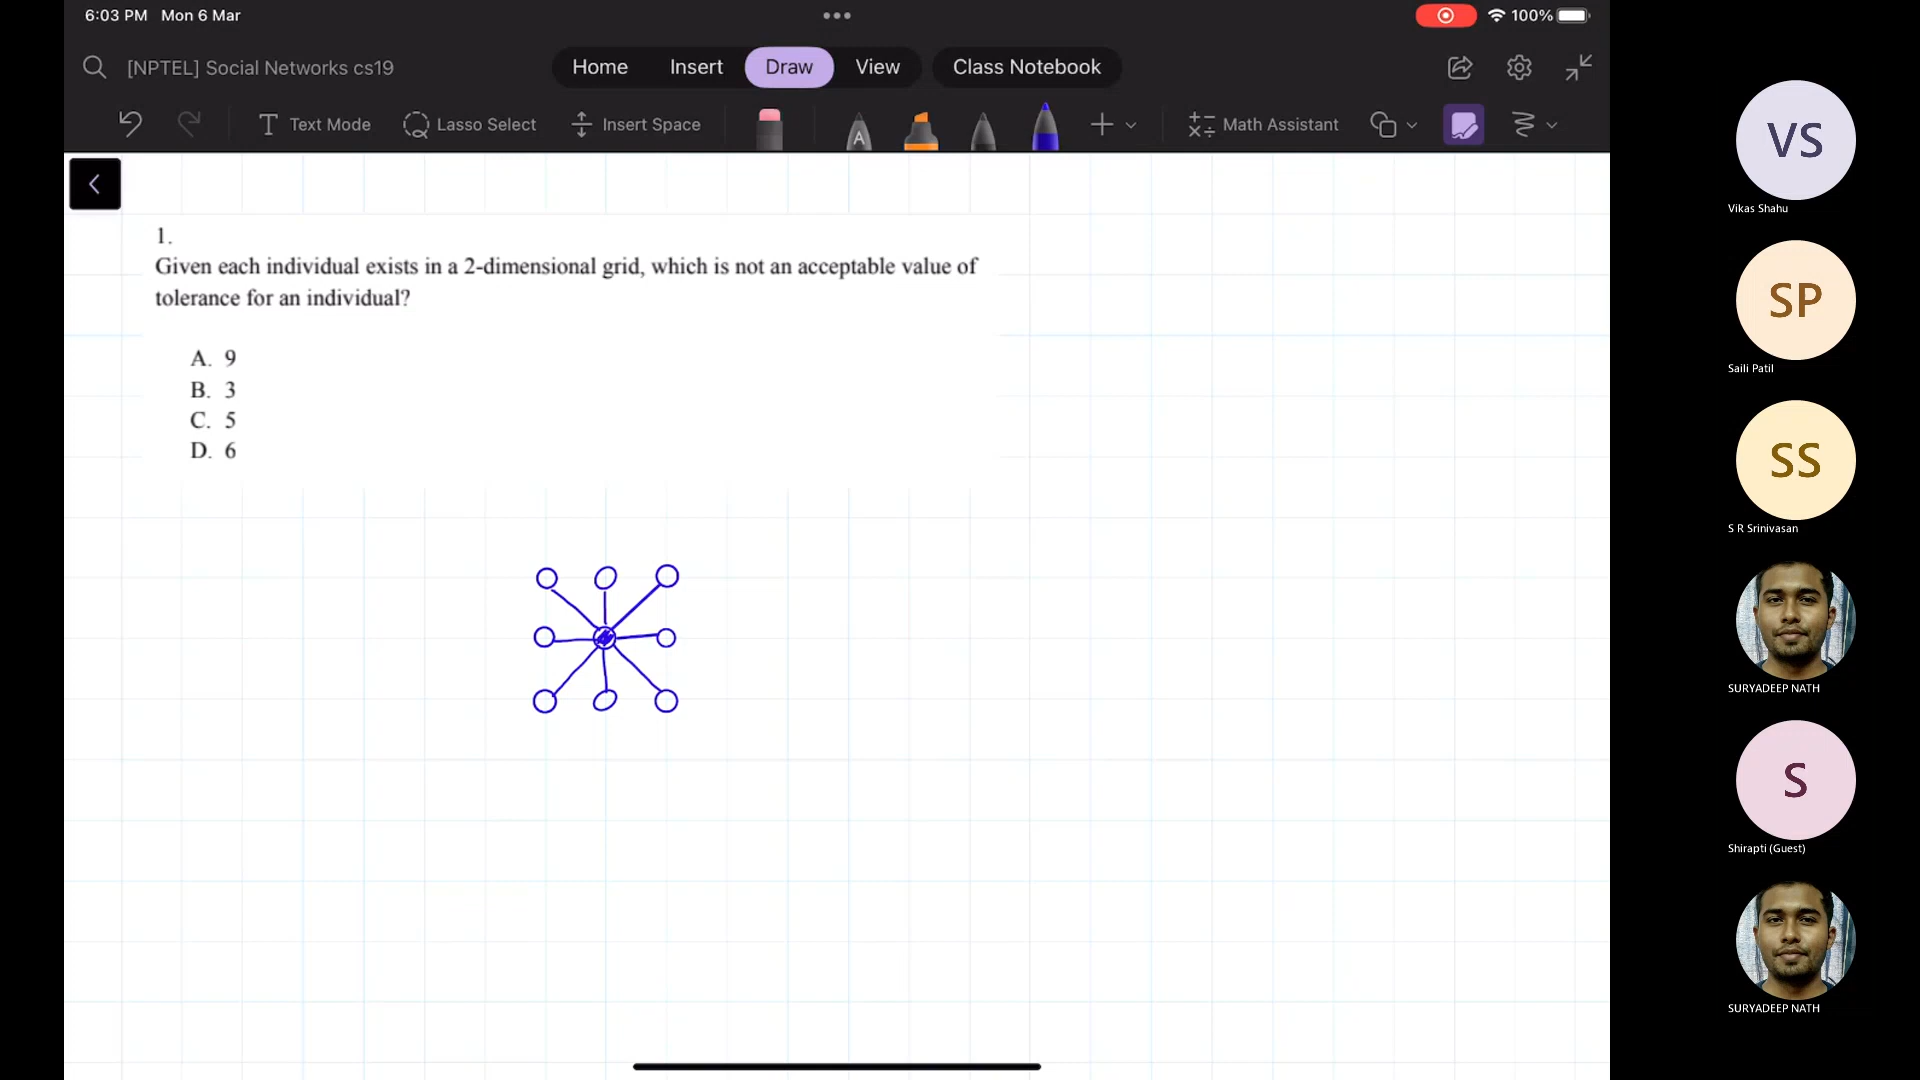 6:03 PM Mon 6 Mar
100%
[NPTEL] Social Networks cs19
Home Insert Draw View Class Notebook
Text Mode Lasso Select Insert Space A Math Assistant
1.
Given each individual exists in a 2-dimensional grid, which is not an acceptable value of
tolerance for an individual?
A. 9
B. 3
C. 5
D. 6
VS
Vikas Shahu
SP
Saili Patil
SS
S R Srinivasan
SURYADEEP NATH
S
Shirapti (Guest)
SURYADEEP NATH